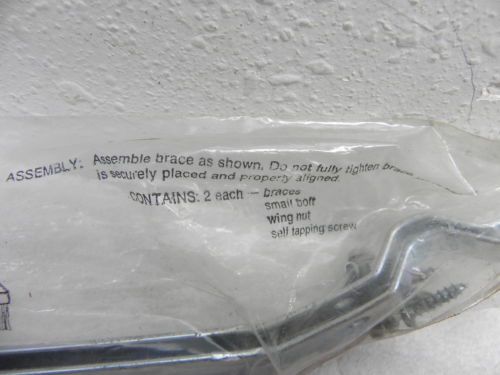 ASSEMBLY: Assemble brace as shown. Do not fully tighten brace
is securely placed and properly aligned.
CONTAINS: 2 each — braces
small bolt
wing nut
self tapping screw